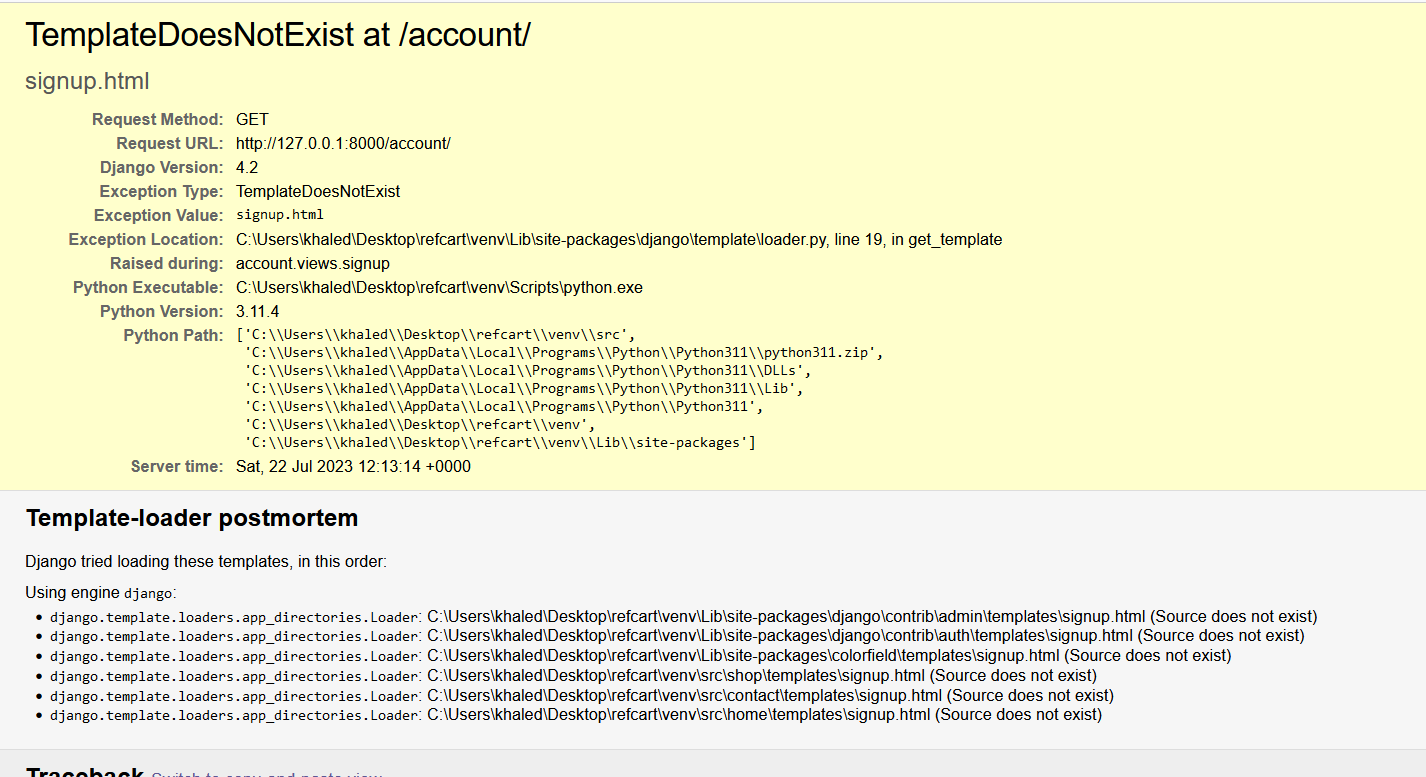 TemplateDoesNotExist at /account/
signup.html
Request Method: GET
Request URL: http://127.0.0.1:8000/account/
Django Version: 4.2
Exception Type: TemplateDoesNotExist
Exception Value: signup.html
Exception Location: C:\Users\khaled\Desktop\refcart\venv\Lib\site-packages\django\template\loader.py, line 19, in get_template
Raised during: account.views.signup
Python Executable: C:\Users\khaled\Desktop\refcart\venv\Scripts\python.exe
Python Version: 3.11.4
Python Path: ['C:\\Users\\khaled\\Desktop\\refcart\\venv\\src',
'C:\\Users\\khaled\\AppData\\Local\\Programs\\Python\\Python311\\python311.zip',
'C:\\Users\\khaled\\AppData\\Local\\Programs\\Python\\Python311\\DLLs',
'C:\\Users\\khaled\\AppData\\Local\\Programs\\Python\\Python311\\Lib',
'C:\\Users\\khaled\\AppData\\Local\\Programs\\Python\\Python311',
'C:\\Users\\khaled\\Desktop\\refcart\\venv',
'C:\\Users\\khaled\\Desktop\\refcart\\venv\\Lib\\site-packages']
Server time: Sat, 22 Jul 2023 12:13:14 +0000
Template-loader postmortem
Django tried loading these templates, in this order:
Using engine django:
• django.template.loaders.app_directories.Loader: C:\Users\khaled\Desktop\refcart\venv\Lib\site-packages\django\contrib\admin\templates\signup.html (Source does not exist)
• django.template.loaders.app_directories.Loader: C:\Users\khaled\Desktop\refcart\venv\Lib\site-packages\django\contrib\auth\templates\signup.html (Source does not exist)
• django.template.loaders.app_directories.Loader: C:\Users\khaled\Desktop\refcart\venv\Lib\site-packages\colorfield\templates\signup.html (Source does not exist)
• django.template.loaders.app_directories.Loader: C:\Users\khaled\Desktop\refcart\venv\src\shop\templates\signup.html (Source does not exist)
• django.template.loaders.app_directories.Loader: C:\Users\khaled\Desktop\refcart\venv\src\contact\templates\signup.html (Source does not exist)
• django.template.loaders.app_directories.Loader: C:\Users\khaled\Desktop\refcart\venv\src\home\templates\signup.html (Source does not exist)
Traceback Switch to copy-and-paste view